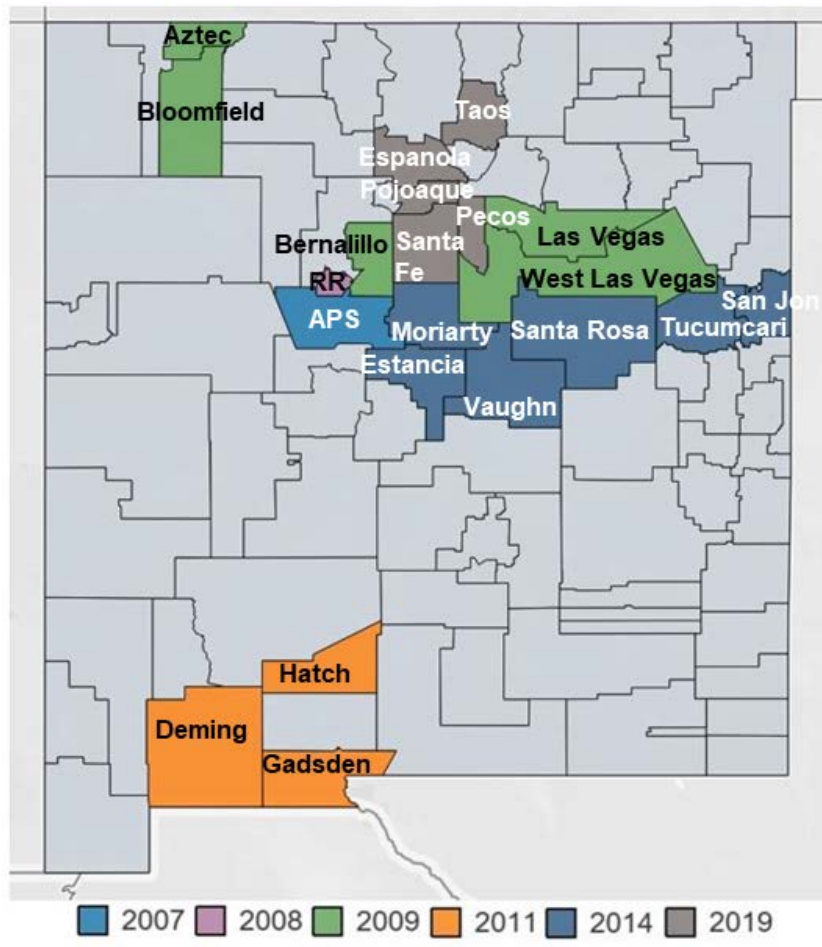 Aztec
Bloomfield
Taos
Espanola
Pojoaque
Pecos
Bernalillo
Santa
Fe
Las Vegas
RR
West Las Vegas
San Jon
APS
Moriarty
Santa Rosa
Tucumcari
Estancia
Vaughn
Hatch
Deming
Gadsden
2007 2008 2009 2011 2014 2019